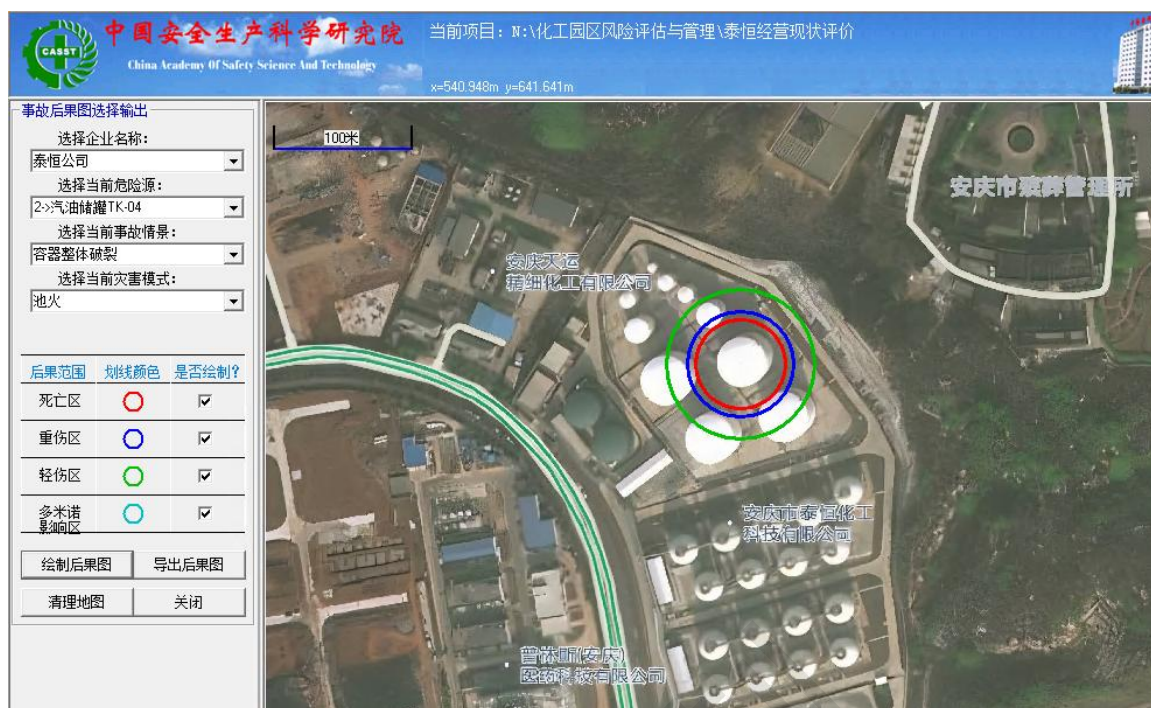 中国安全生产科学研究院
China Academy Of Safety Science And Technology
CASST
当前项目: N:\化工园区风险评估与管理\泰恒经营现状评价
x=540.948m y=641.641m
事故后果图选择输出
选择企业名称:
泰恒公司
选择当前危险源:
2->汽油储罐TK-04
选择当前事故情景:
容器整体破裂
选择当前灾害模式:
池火
后果范围 划线颜色 是否绘制?
死亡区
重伤区
轻伤区
多米诺
影响区
绘制后果图 导出后果图
清理地图 关闭
100米
安庆市殡葬管理所
安庆天运
精细化工有限公司
安庆市泰恒化工
科技有限公司
普林斯(安庆)
医药科技有限公司